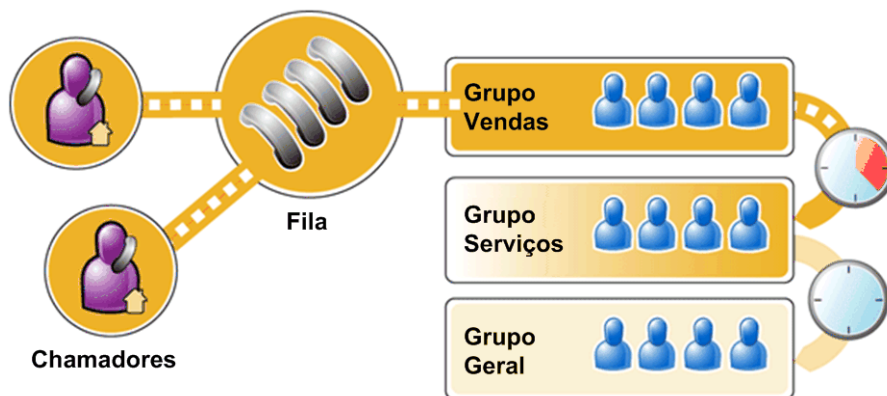 Grupo
Vendas
Fila
Grupo
Serviços
Chamadores
Grupo
Geral